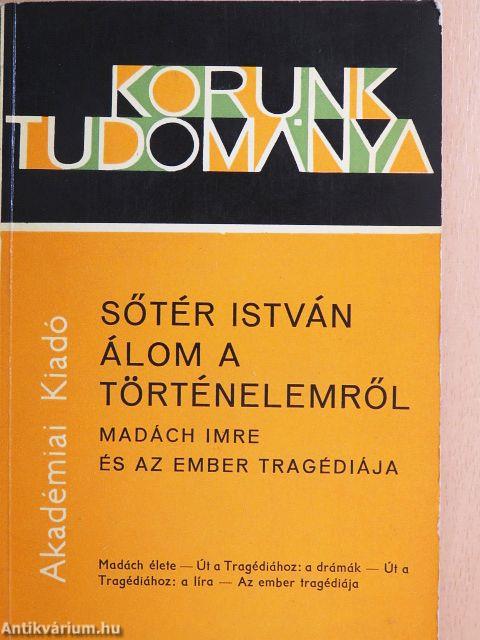 KORUNK
TUDOMÁNYA
SŐTÉR ISTVÁN
ÁLOM A
TÖRTÉNELEMRŐL
MADÁCH IMRE
ÉS AZ EMBER TRAGÉDIÁJA
Akadémiai Kiadó
Madách élete — Út a Tragédiához: a drámák — Út a
Tragédiához: a líra — Az ember tragédiája
Antikvárium.hu